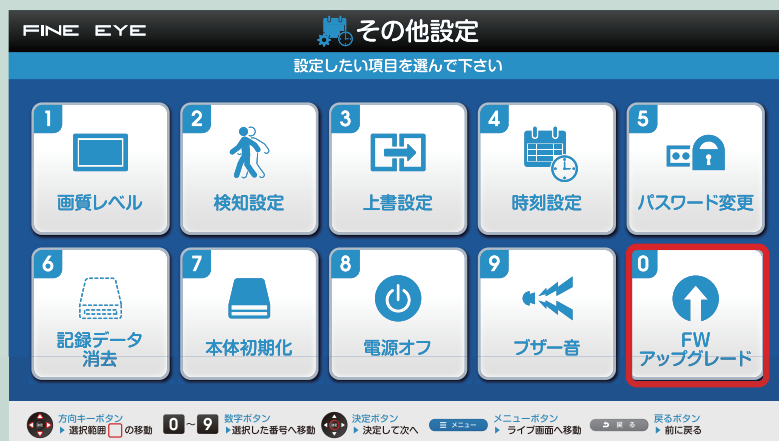 FINE EYE
その他設定
設定したい項目を選んで下さい
1
画質レベル
2
検知設定
3
上書設定
4
時刻設定
5
パスワード変更
6
記録データ
消去
7
本体初期化
8
電源オフ
9
ブザー音
0
FW
アップグレード
方向キーボタン
▶ 選択範囲 の移動
0 ~ 9
数字ボタン
▶選択した番号へ移動
決定ボタン
▶ 決定して次へ
メニュー
メニューボタン
▶ ライブ画面へ移動
戻る
戻るボタン
▶ 前に戻る